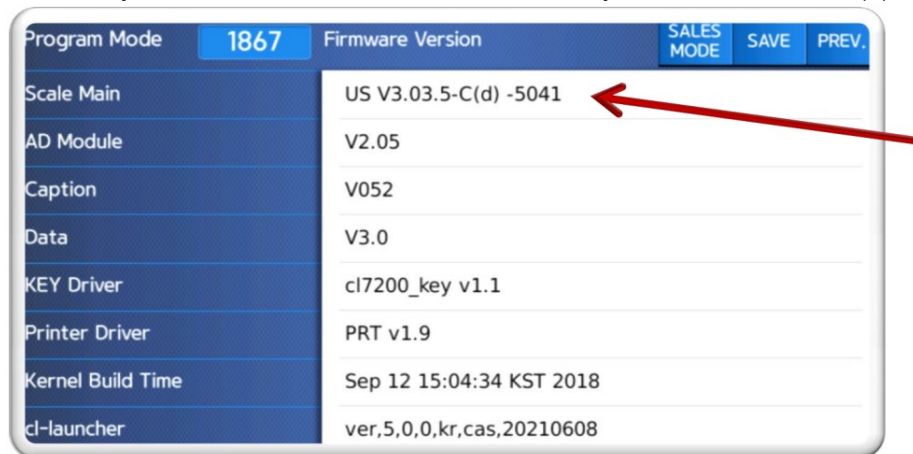 Program Mode 1867 Firmware Version SALES MODE SAVE PREV.
Scale Main US V3.03.5-C(d) -5041
AD Module V2.05
Caption V052
Data V3.0
KEY Driver cl7200_key v1.1
Printer Driver PRT v1.9
Kernel Build Time Sep 12 15:04:34 KST 2018
cl-launcher ver,5,0,0,kr,cas,20210608